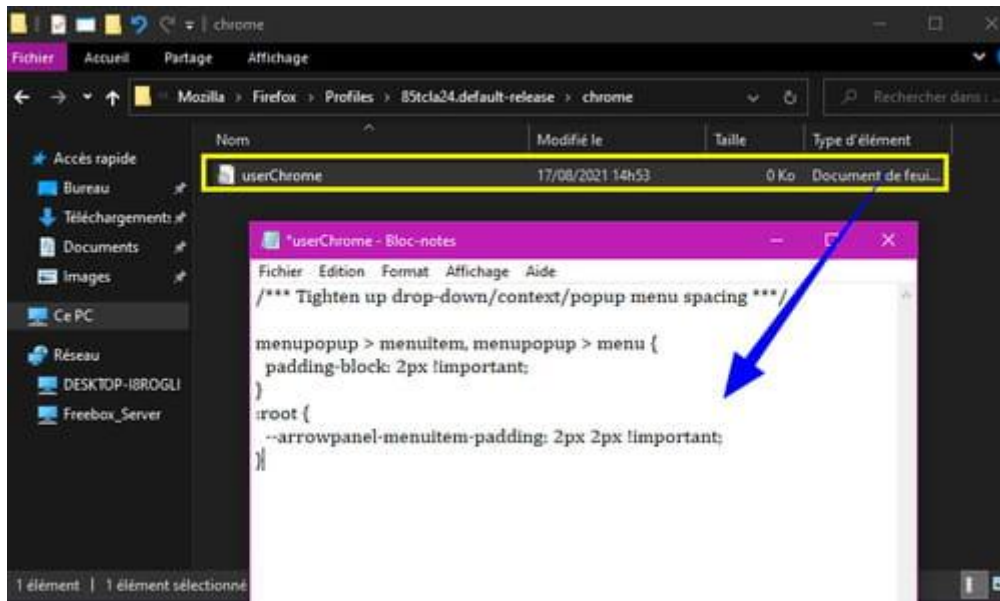 chrome
Fichier Accueil Partage Affichage
Mozilla › Firefox › Profiles › 85tcla24.default-release › chrome
Rechercher dans : ...
Nom Modifié le Taille Type d'élément
Accès rapide
userChrome 17/08/2021 14h53 0 Ko Document de feui...
Bureau
Téléchargements
Documents
Images
Ce PC
Réseau
DESKTOP-I8ROGLI
Freebox_Server
*userChrome - Bloc-notes
Fichier Edition Format Affichage Aide
/*** Tighten up drop-down/context/popup menu spacing ***/
menupopup > menuitem, menupopup > menu {
padding-block: 2px !important;
}
:root {
--arrowpanel-menuitem-padding: 2px 2px !important;
}
1 élément | 1 élément sélectionné